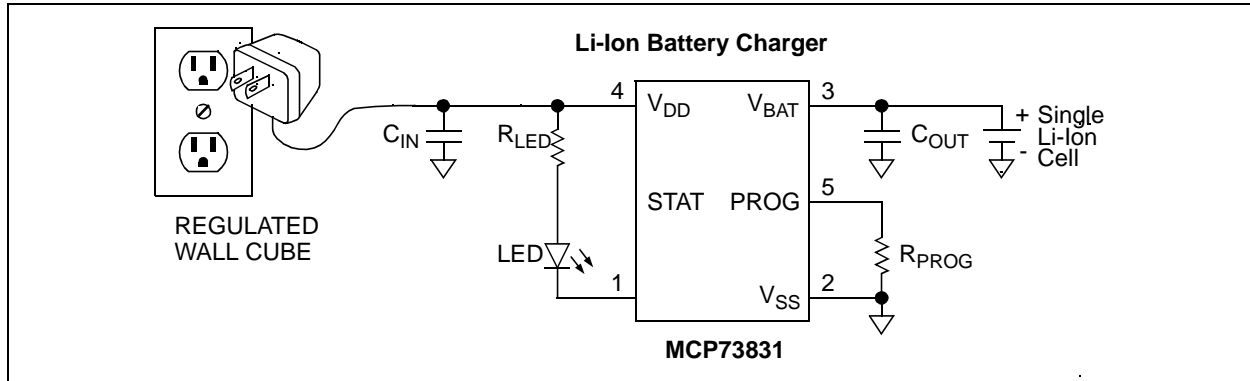 Li-Ion Battery Charger
4
VDD
VBAT
3
CIN
RLED
COUT
+ Single
Li-Ion
- Cell
STAT
PROG
5
REGULATED
WALL CUBE
LED
RPROG
1
VSS
2
MCP73831